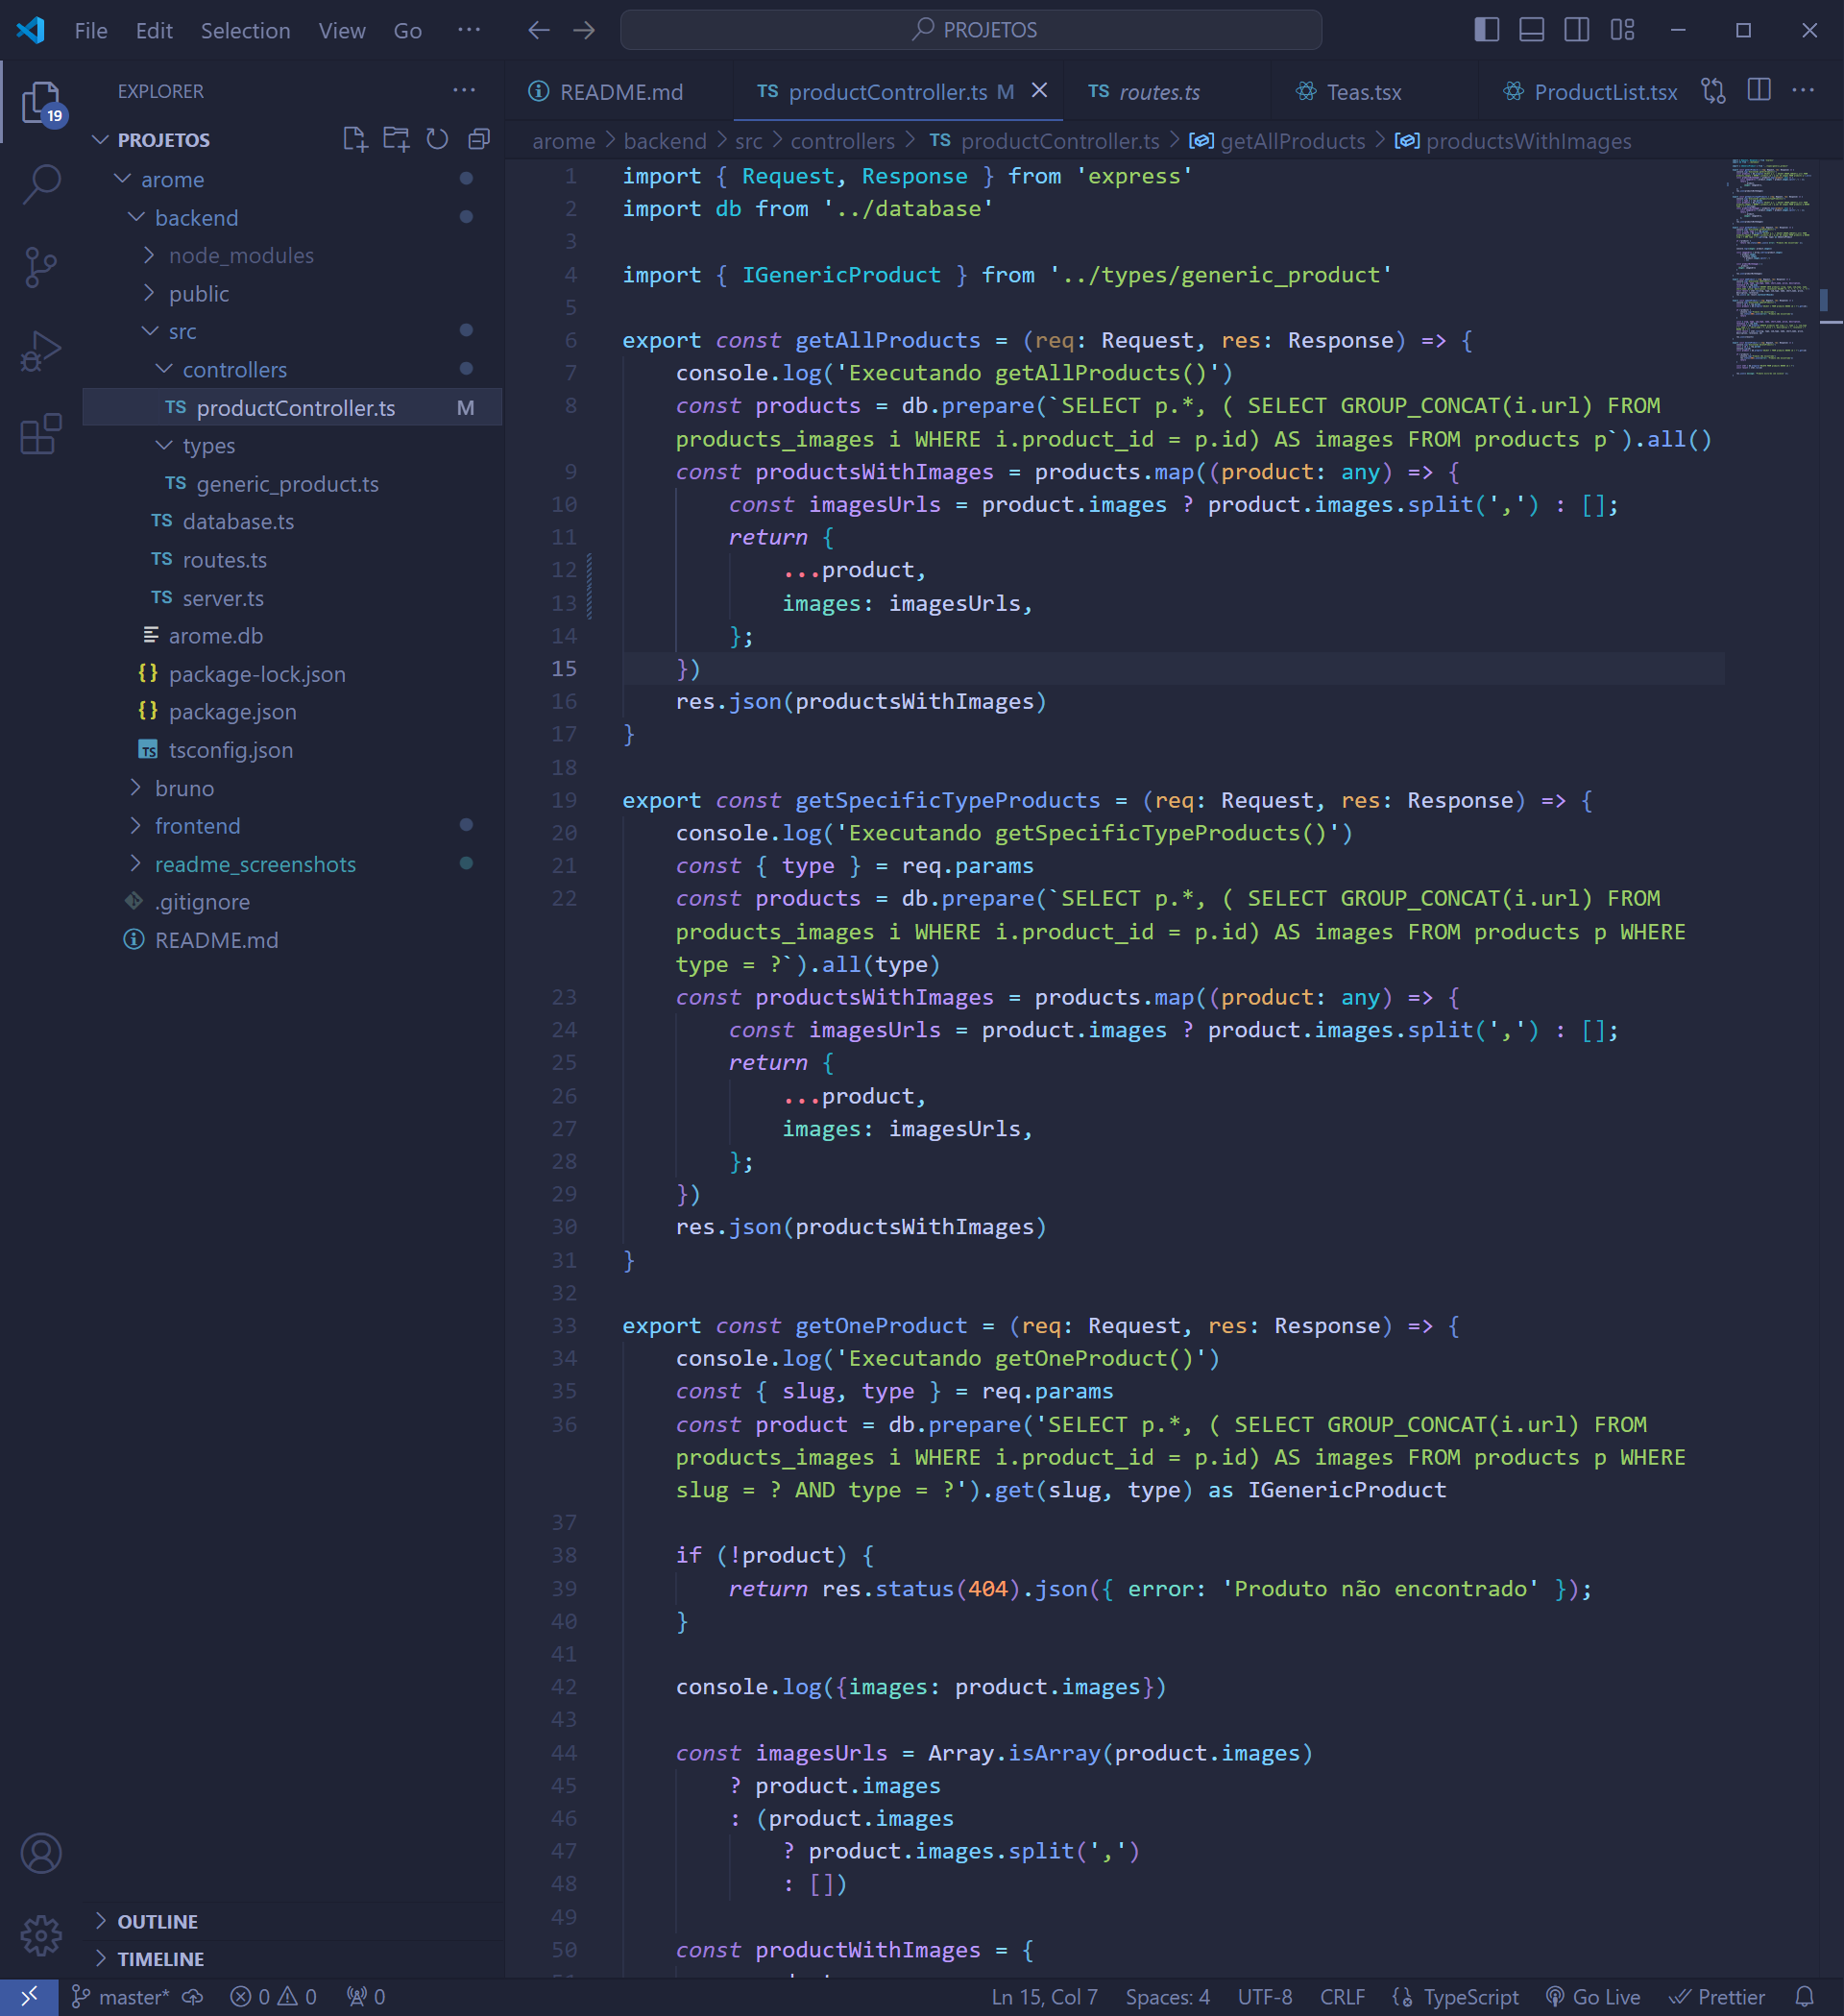 File Edit Selection View Go ···
PROJETOS
19
EXPLORER ···
PROJETOS
arome
backend
node_modules
public
src
controllers
TS productController.ts M
types
TS generic_product.ts
TS database.ts
TS routes.ts
TS server.ts
arome.db
{} package-lock.json
{} package.json
TS tsconfig.json
bruno
frontend
readme_screenshots
.gitignore
README.md
OUTLINE
TIMELINE
README.md TS productController.ts M TS routes.ts Teas.tsx ProductList.tsx ···
arome > backend > src > controllers > TS productController.ts > getAllProducts > productsWithImages
1 import { Request, Response } from 'express'
2 import db from '../database'
3
4 import { IGenericProduct } from '../types/generic_product'
5
6 export const getAllProducts = (req: Request, res: Response) => {
7 console.log('Executando getAllProducts()')
8 const products = db.prepare(`SELECT p.*, ( SELECT GROUP_CONCAT(i.url) FROM
products_images i WHERE i.product_id = p.id) AS images FROM products p`).all()
9 const productsWithImages = products.map((product: any) => {
10 const imagesUrls = product.images ? product.images.split(',') : [];
11 return {
12 ...product,
13 images: imagesUrls,
14 };
15 })
16 res.json(productsWithImages)
17 }
18
19 export const getSpecificTypeProducts = (req: Request, res: Response) => {
20 console.log('Executando getSpecificTypeProducts()')
21 const { type } = req.params
22 const products = db.prepare(`SELECT p.*, ( SELECT GROUP_CONCAT(i.url) FROM
products_images i WHERE i.product_id = p.id) AS images FROM products p WHERE
type = ?`).all(type)
23 const productsWithImages = products.map((product: any) => {
24 const imagesUrls = product.images ? product.images.split(',') : [];
25 return {
26 ...product,
27 images: imagesUrls,
28 };
29 })
30 res.json(productsWithImages)
31 }
32
33 export const getOneProduct = (req: Request, res: Response) => {
34 console.log('Executando getOneProduct()')
35 const { slug, type } = req.params
36 const product = db.prepare('SELECT p.*, ( SELECT GROUP_CONCAT(i.url) FROM
products_images i WHERE i.product_id = p.id) AS images FROM products p WHERE
slug = ? AND type = ?').get(slug, type) as IGenericProduct
37
38 if (!product) {
39 return res.status(404).json({ error: 'Produto não encontrado' });
40 }
41
42 console.log({images: product.images})
43
44 const imagesUrls = Array.isArray(product.images)
45 ? product.images
46 : (product.images
47 ? product.images.split(',')
48 : [])
49
50 const productWithImages = {
master* 0 0 0 Ln 15, Col 7 Spaces: 4 UTF-8 CRLF TypeScript Go Live Prettier